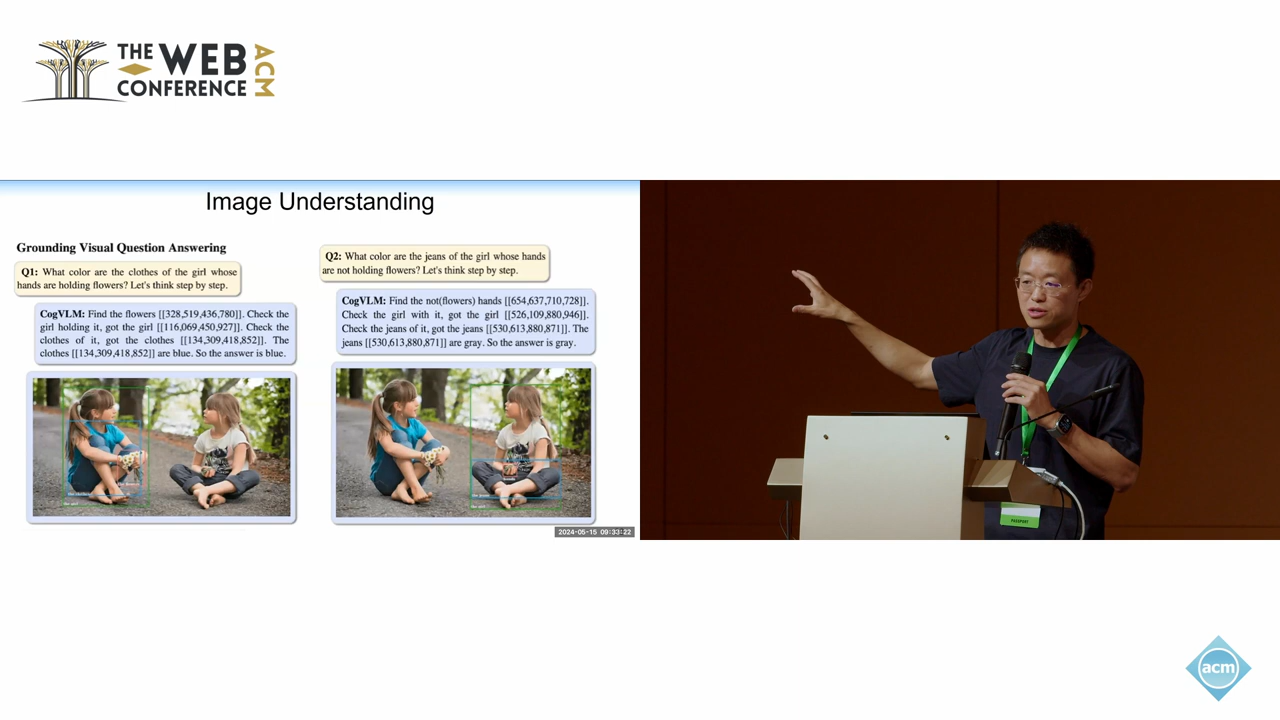 THE WEB
CONFERENCE
ACM
Image Understanding
Grounding Visual Question Answering
Q1: What color are the clothes of the girl whose
hands are holding flowers? Let's think step by step.
CogVLM: Find the flowers [[328,519,436,780]]. Check the
girl holding it, got the girl [[116,069,450,927]]. Check the
clothes of it, got the clothes [[134,309,418,852]]. The
clothes [[134,309,418,852]] are blue. So the answer is blue.
Q2: What color are the jeans of the girl whose hands
are not holding flowers? Let's think step by step.
CogVLM: Find the not(flowers) hands [[654,637,710,728]].
Check the girl with it, got the girl [[526,109,880,946]].
Check the jeans of it, got the jeans [[530,613,880,871]]. The
jeans [[530,613,880,871]] are gray. So the answer is gray.
2024-05-15 09:33:22
PASSPORT
acm